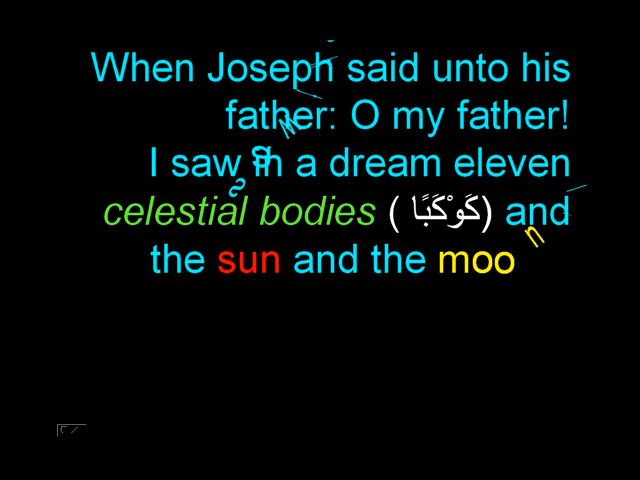 When Joseph said unto his
father: O my father!
I saw in a dream eleven
celestial bodies ( كَوْكَبًا) and
the sun and the moon